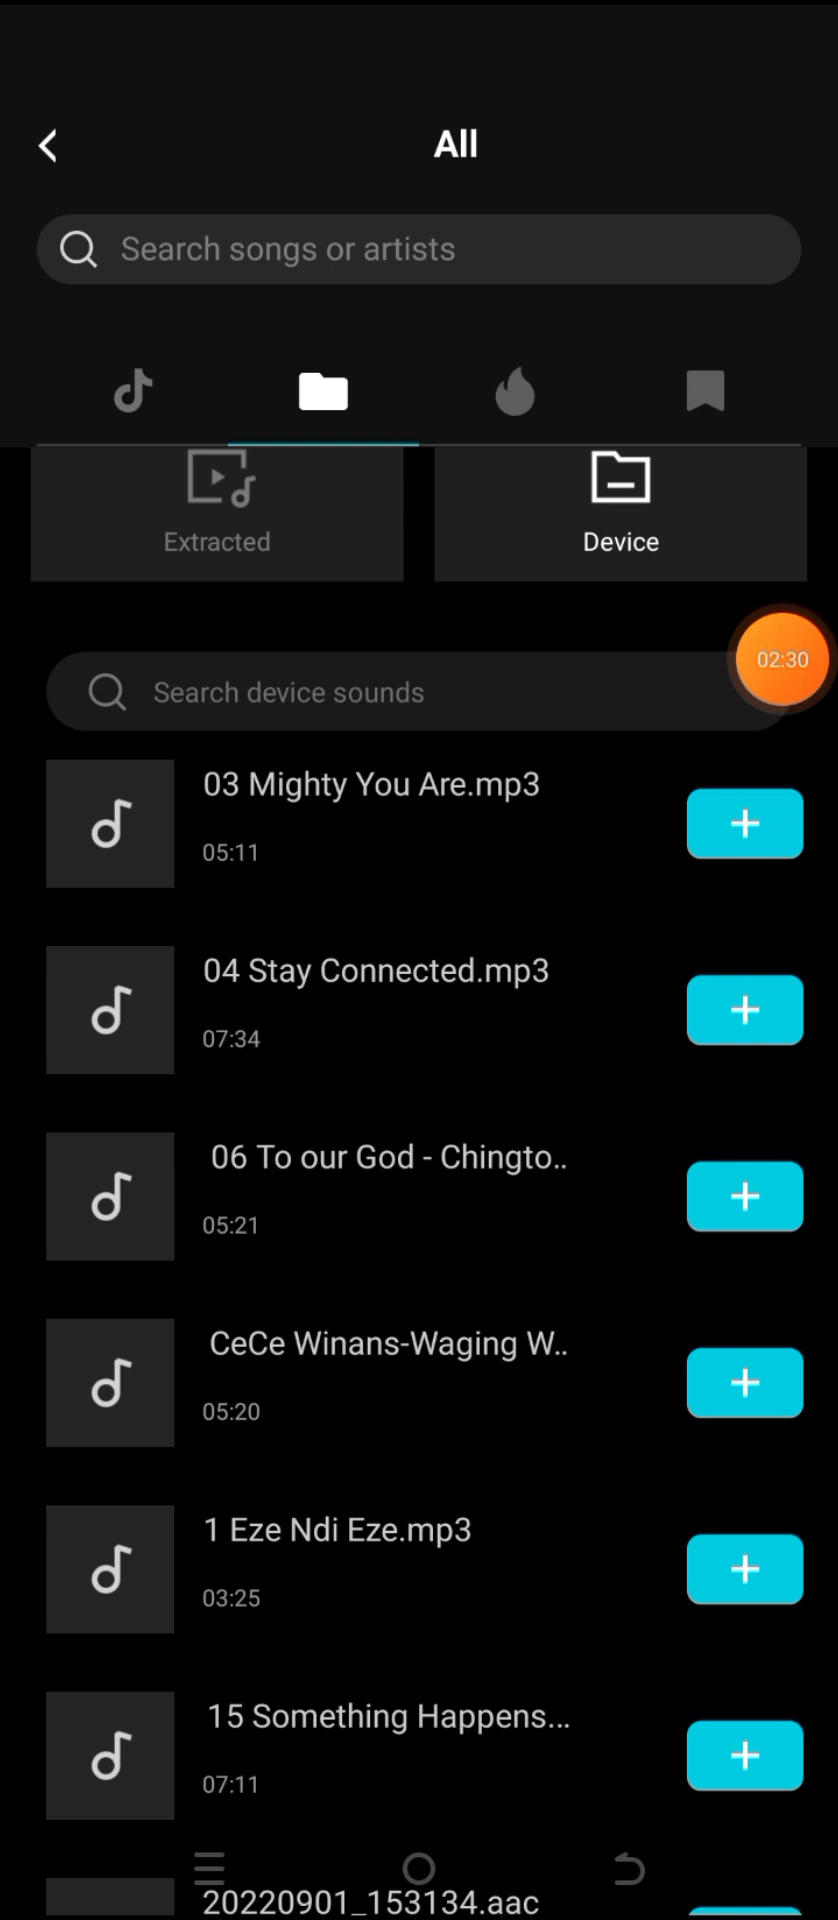 All
Search songs or artists
Extracted
Device
02:30
Search device sounds
03 Mighty You Are.mp3
05:11
04 Stay Connected.mp3
07:34
06 To our God - Chingto..
05:21
CeCe Winans-Waging W..
05:20
1 Eze Ndi Eze.mp3
03:25
15 Something Happens...
07:11
20220901_153134.aac